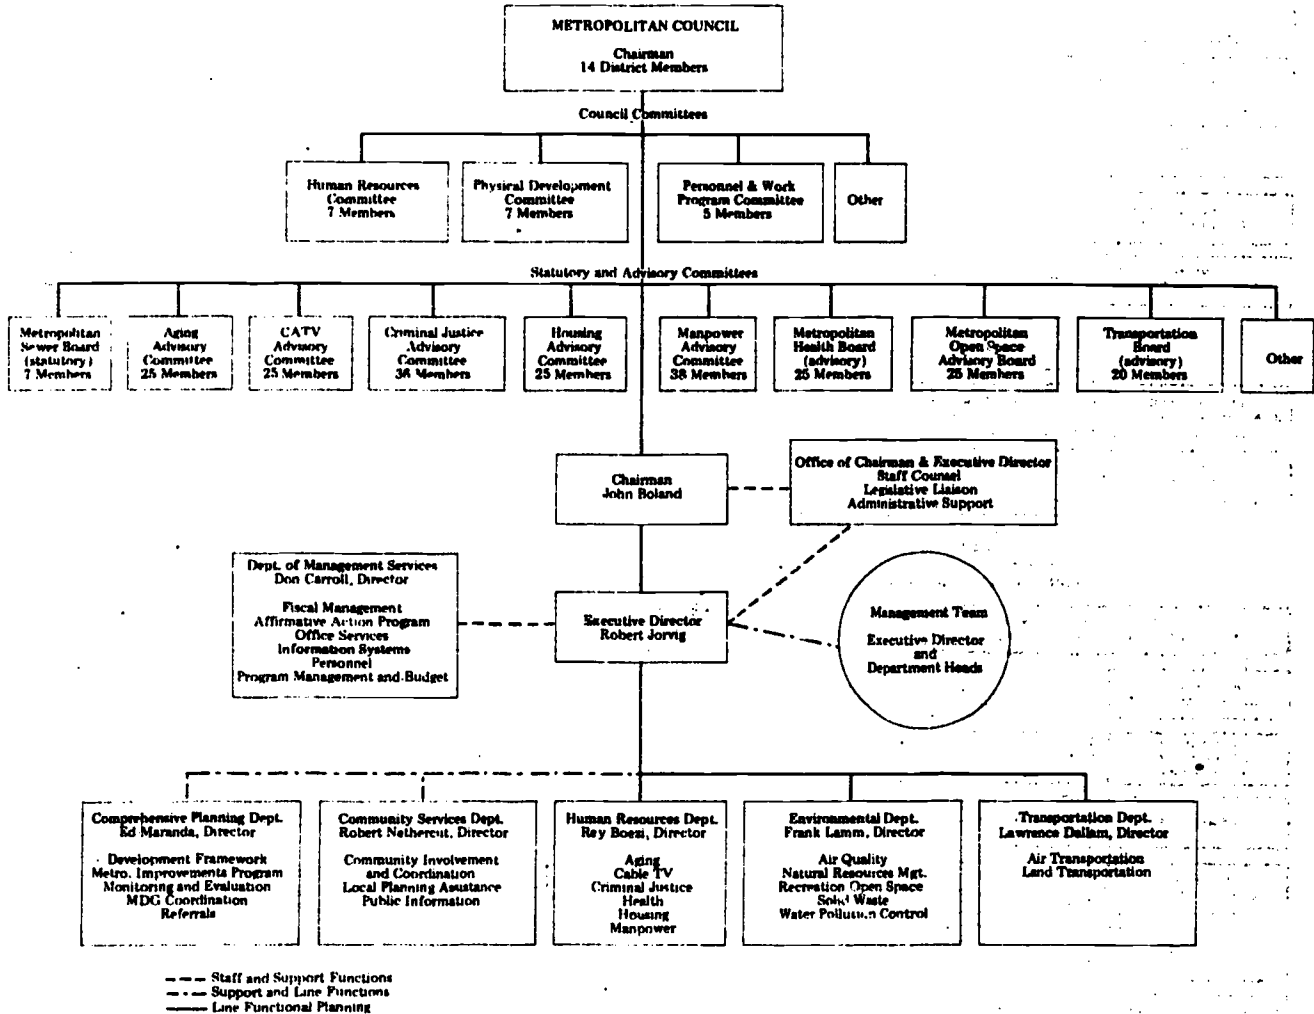 METROPOLITAN COUNCIL
Chairman
14 District Members
Council Committees
Human Resources
Committee
7 Members
Physical Development
Committee
7 Members
Personnel & Work
Program Committee
5 Members
Other
Statutory and Advisory Committees
Metropolitan
Sewer Board
(statutory)
7 Members
Aging
Advisory
Committee
25 Members
CATV
Advisory
Committee
25 Members
Criminal Justice
Advisory
Committee
36 Members
Housing
Advisory
Committee
25 Members
Manpower
Advisory
Committee
38 Members
Metropolitan
Health Board
(advisory)
25 Members
Metropolitan
Open Space
Advisory Board
25 Members
Transportation
Board
(advisory)
20 Members
Other
Chairman
John Boland
Office of Chairman & Executive Director
Staff Counsel
Legislative Liaison
Administrative Support
Dept. of Management Services
Don Carroll, Director
Fiscal Management
Affirmative Action Program
Office Services
Information Systems
Personnel
Program Management and Budget
Executive Director
Robert Jorvig
Management Team
Executive Director
and
Department Heads
Comprehensive Planning Dept.
Ed Maranda, Director
Development Framework
Metro. Improvements Program
Monitoring and Evaluation
MDG Coordination
Referrals
Community Services Dept.
Robert Nethercut, Director
Community Involvement
and Coordination
Local Planning Assistance
Public Information
Human Resources Dept.
Rey Boezi, Director
Aging
Cable TV
Criminal Justice
Health
Housing
Manpower
Environmental Dept.
Frank Lamm, Director
Air Quality
Natural Resources Mgt.
Recreation Open Space
Solid Waste
Water Pollution Control
Transportation Dept.
Lawrence Dallam, Director
Air Transportation
Land Transportation
Staff and Support Functions
Support and Line Functions
Line Functional Planning